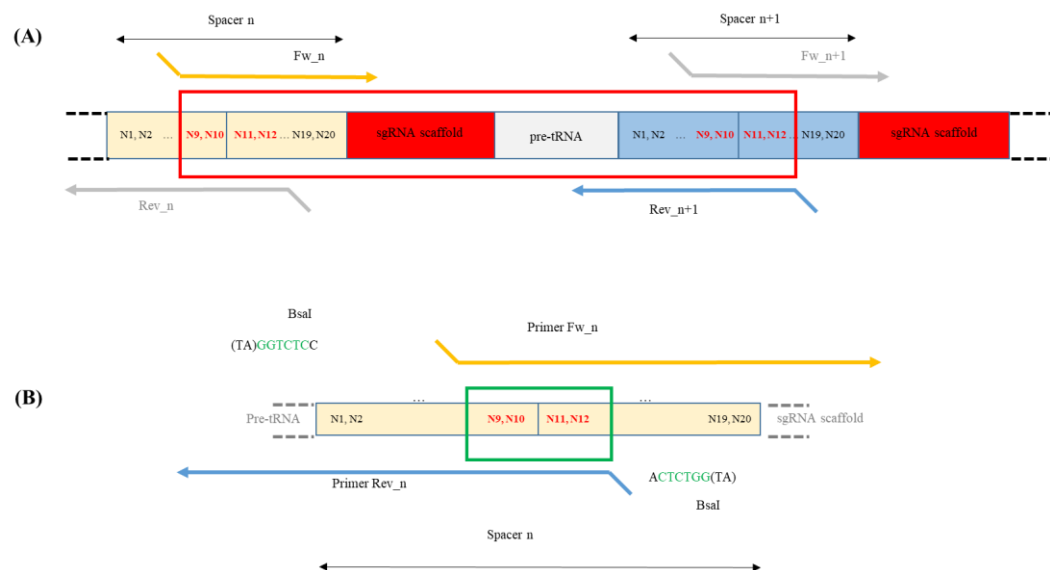 Spacer n
Spacer n+1
(A)
Fw_n
Fw_n+1
N1, N2 ... N9, N10 N11, N12 ... N19, N20 sgRNA scaffold pre-tRNA N1, N2 ... N9, N10 N11, N12 ... N19, N20 sgRNA scaffold
Rev_n
Rev_n+1
BsaI
Primer Fw_n
(TA)GGTCTCC
(B)
... ...
Pre-tRNA N1, N2 N9, N10 N11, N12 N19, N20 sgRNA scaffold
Primer Rev_n
ACTCTGG(TA)
BsaI
Spacer n